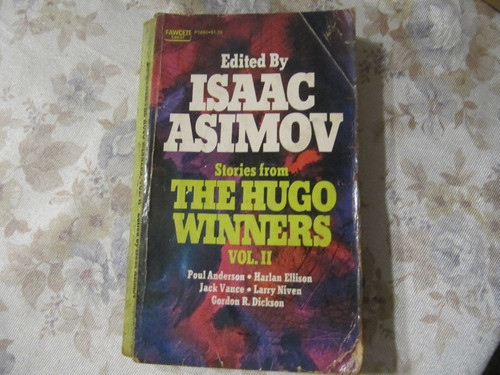 FAWCETT
CREST
Edited By
ISAAC
ASIMOV
Stories from
THE HUGO
WINNERS
VOL. II
Poul Anderson • Harlan Ellison
Jack Vance • Larry Niven
Gordon R. Dickson